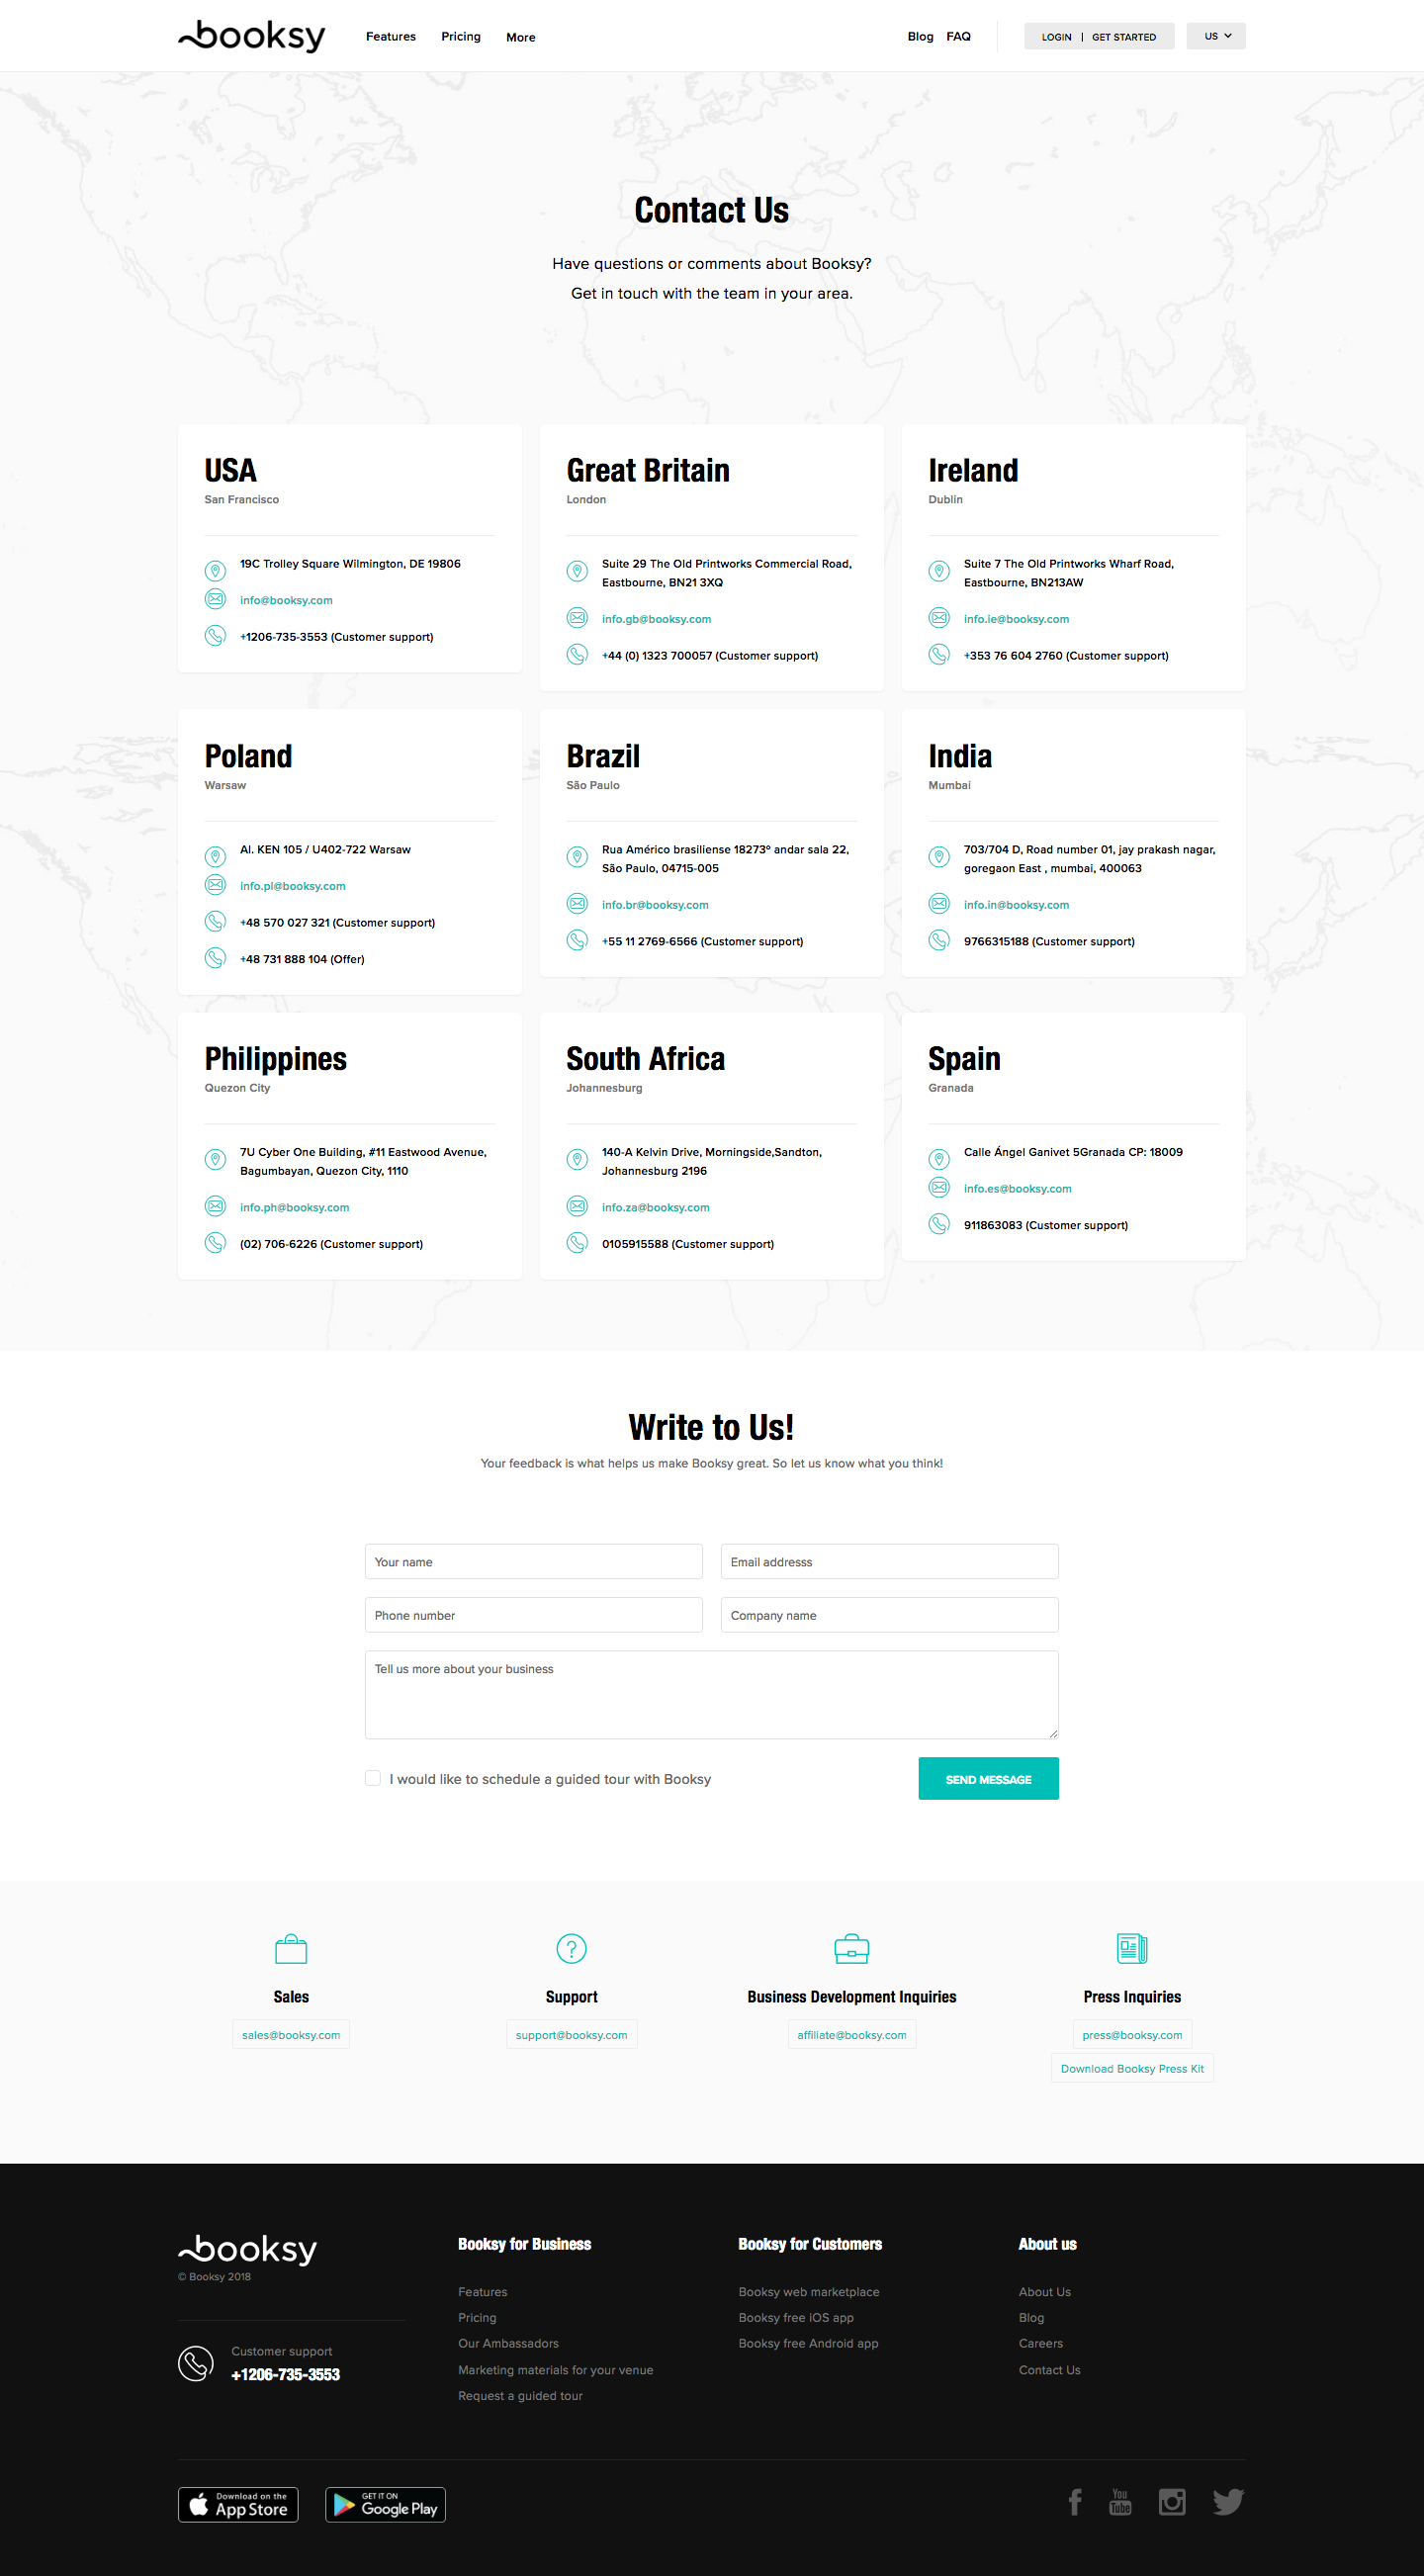 booksy
Features Pricing More
Blog FAQ
LOGIN | GET STARTED
US
Contact Us
Have questions or comments about Booksy?
Get in touch with the team in your area.
USA
San Francisco
19C Trolley Square Wilmington, DE 19806
info@booksy.com
+1206-735-3553 (Customer support)
Great Britain
London
Suite 29 The Old Printworks Commercial Road,
Eastbourne, BN21 3XQ
info.gb@booksy.com
+44 (0) 1323 700057 (Customer support)
Ireland
Dublin
Suite 7 The Old Printworks Wharf Road,
Eastbourne, BN213AW
info.ie@booksy.com
+353 76 604 2760 (Customer support)
Poland
Warsaw
Al. KEN 105 / U402-722 Warsaw
info.pl@booksy.com
+48 570 027 321 (Customer support)
+48 731 888 104 (Offer)
Brazil
São Paulo
Rua Américo brasiliense 18273º andar sala 22,
São Paulo, 04715-005
info.br@booksy.com
+55 11 2769-6566 (Customer support)
India
Mumbai
703/704 D, Road number 01, jay prakash nagar,
goregaon East , mumbai, 400063
info.in@booksy.com
9766315188 (Customer support)
Philippines
Quezon City
7U Cyber One Building, #11 Eastwood Avenue,
Bagumbayan, Quezon City, 1110
info.ph@booksy.com
(02) 706-6226 (Customer support)
South Africa
Johannesburg
140-A Kelvin Drive, Morningside,Sandton,
Johannesburg 2196
info.za@booksy.com
0105915588 (Customer support)
Spain
Granada
Calle Ángel Ganivet 5Granada CP: 18009
info.es@booksy.com
911863083 (Customer support)
Write to Us!
Your feedback is what helps us make Booksy great. So let us know what you think!
Your name
Email addresss
Phone number
Company name
Tell us more about your business
I would like to schedule a guided tour with Booksy
SEND MESSAGE
Sales
sales@booksy.com
Support
support@booksy.com
Business Development Inquiries
affiliate@booksy.com
Press Inquiries
press@booksy.com
Download Booksy Press Kit
booksy
© Booksy 2018
Customer support
+1206-735-3553
Booksy for Business
Features
Pricing
Our Ambassadors
Marketing materials for your venue
Request a guided tour
Booksy for Customers
Booksy web marketplace
Booksy free iOS app
Booksy free Android app
About us
About Us
Blog
Careers
Contact Us
Download on the
App Store
GET IT ON
Google Play
You
Tube